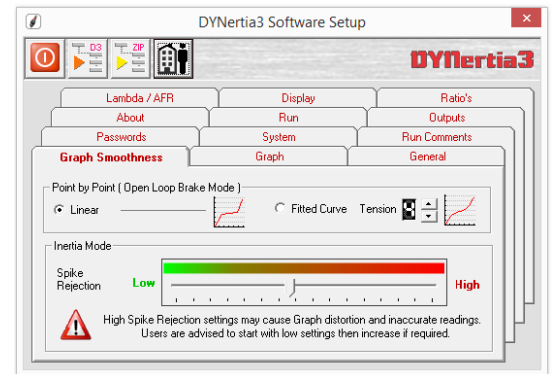 DYNertia3 Software Setup
D3
ZIP
DYNertia3
Lambda / AFR
Display
Ratio's
About
Run
Outputs
Passwords
System
Run Comments
Graph Smoothness
Graph
General
Point by Point ( Open Loop Brake Mode )
Linear
Fitted Curve
Tension
Inertia Mode
Spike
Rejection
Low
High
High Spike Rejection settings may cause Graph distortion and inaccurate readings.
Users are advised to start with low settings then increase if required.